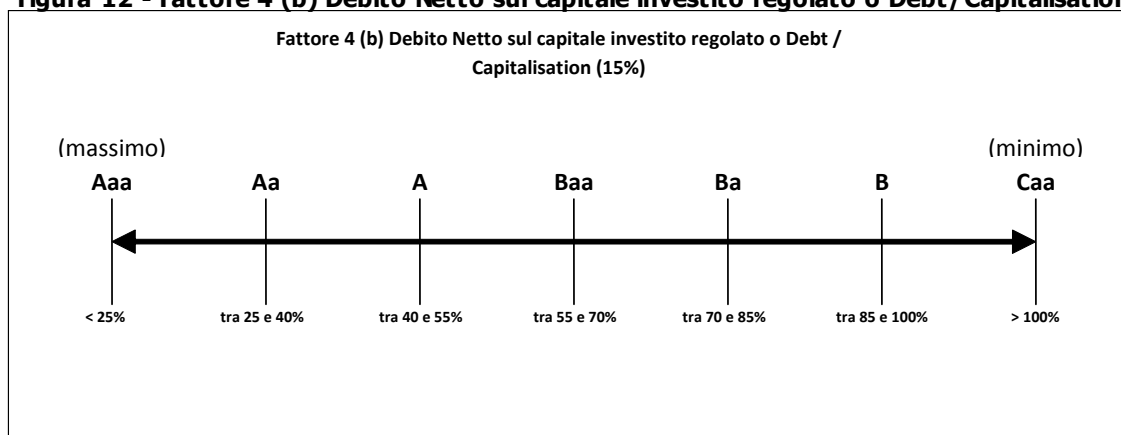 Figura 12 - Fattore 4 (b) Debito Netto sul capitale investito regolato o Debt/Capitalisation
Fattore 4 (b) Debito Netto sul capitale investito regolato o Debt /
Capitalisation (15%)
(massimo) (minimo)
Aaa Aa A Baa Ba B Caa
< 25% tra 25 e 40% tra 40 e 55% tra 55 e 70% tra 70 e 85% tra 85 e 100% > 100%